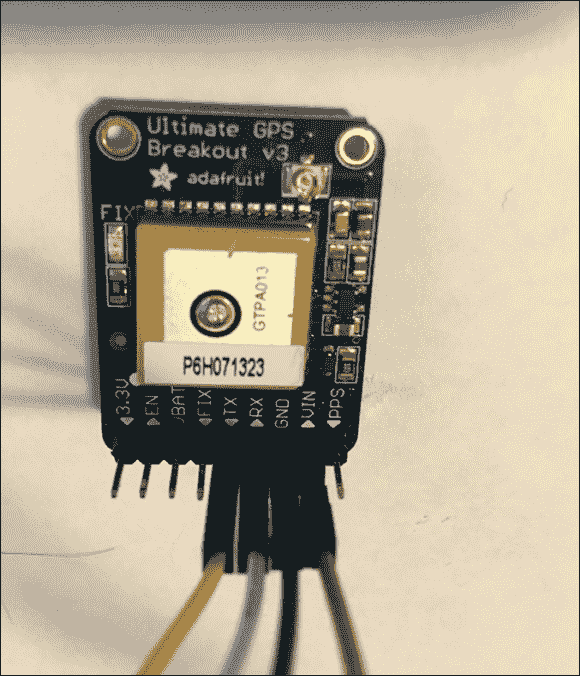 Ultimate GPS
Breakout v3
adafruit!
FIX
GTPA013
P6H071323
3.3V
EN
VBAT
FIX
TX
RX
GND
VIN
PPS